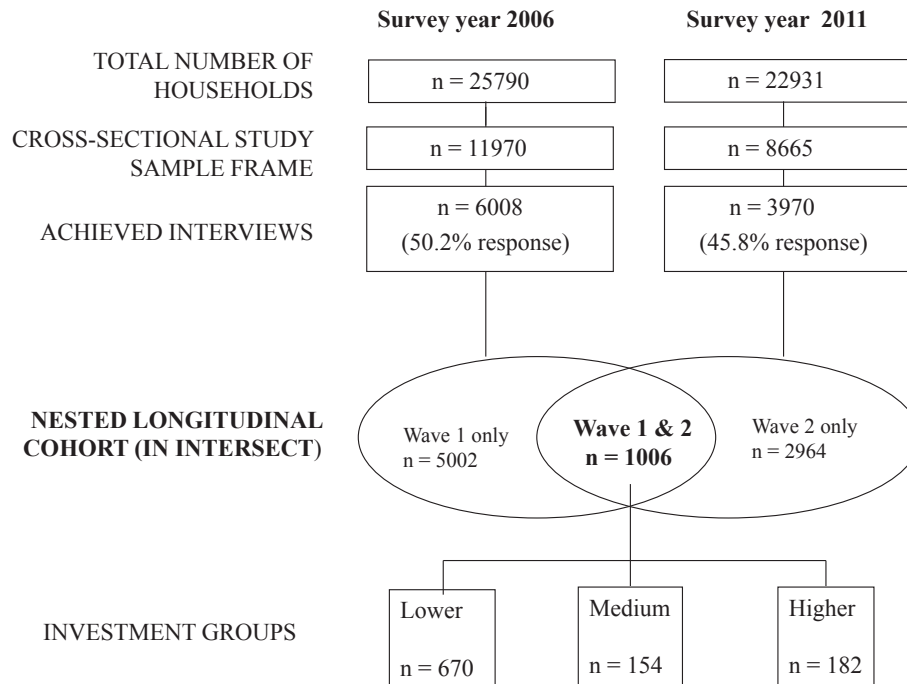 Survey year 2006
Survey year 2011
TOTAL NUMBER OF
HOUSEHOLDS
n = 25790
n = 22931
CROSS-SECTIONAL STUDY
SAMPLE FRAME
n = 11970
n = 8665
ACHIEVED INTERVIEWS
n = 6008
(50.2% response)
n = 3970
(45.8% response)
NESTED LONGITUDINAL
COHORT (IN INTERSECT)
Wave 1 only
n = 5002
Wave 1 & 2
n = 1006
Wave 2 only
n = 2964
INVESTMENT GROUPS
Lower
n = 670
Medium
n = 154
Higher
n = 182